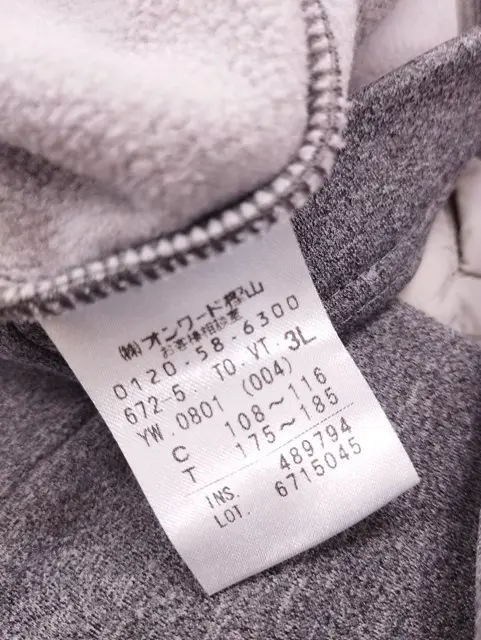 ㈱オンワード樫山
お客様相談室
0120-58-6300
672-5. TO.VT. 3L
YW.0801 (004)
C 108～116
T 175～185
INS. 489794
LOT. 6715045